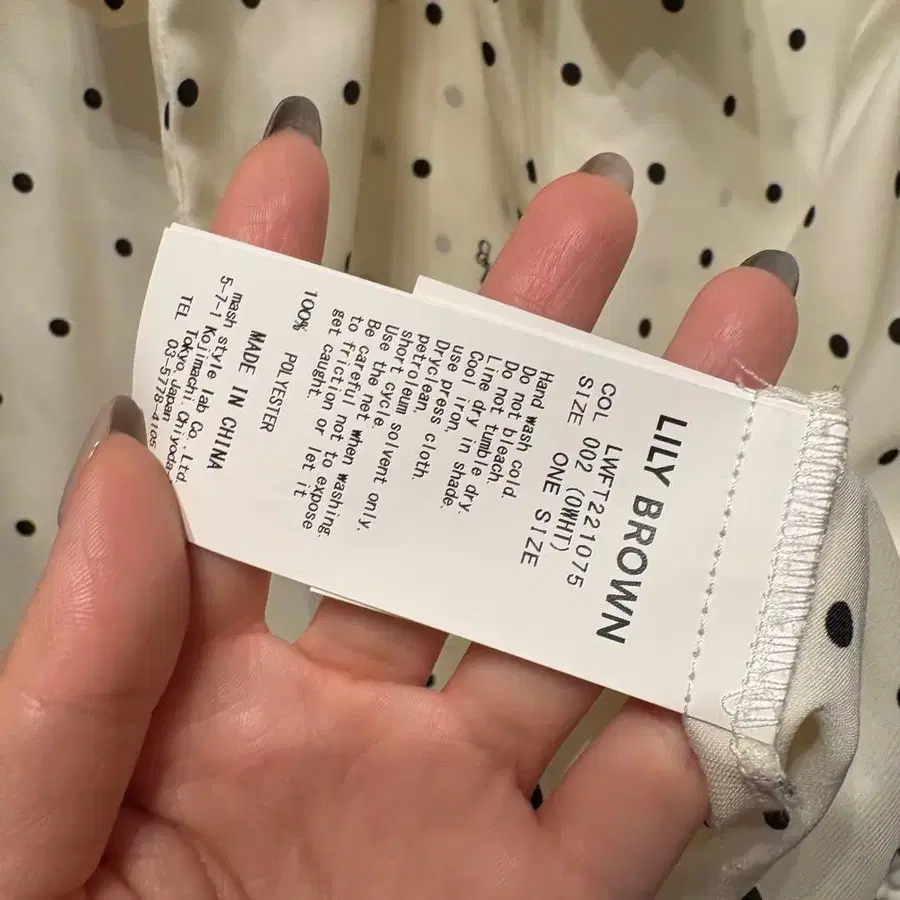 LILY BROWN
LWFT221075
COL 002 (OWHT)
SIZE ONE SIZE
Hand wash cold.
Do not bleach.
Do not tumble dry.
Line dry in shade.
Cool iron,
use press cloth.
Dryclean,
petroleum solvent only,
short cycle.
Use the net when washing.
Be careful not to expose
to friction or let it
get caught.
100% POLYESTER
MADE IN CHINA
mash style lab Co., Ltd.
5-7-1 Kojimachi Chiyoda
Tokyo, Japan
TEL 03-5778-4